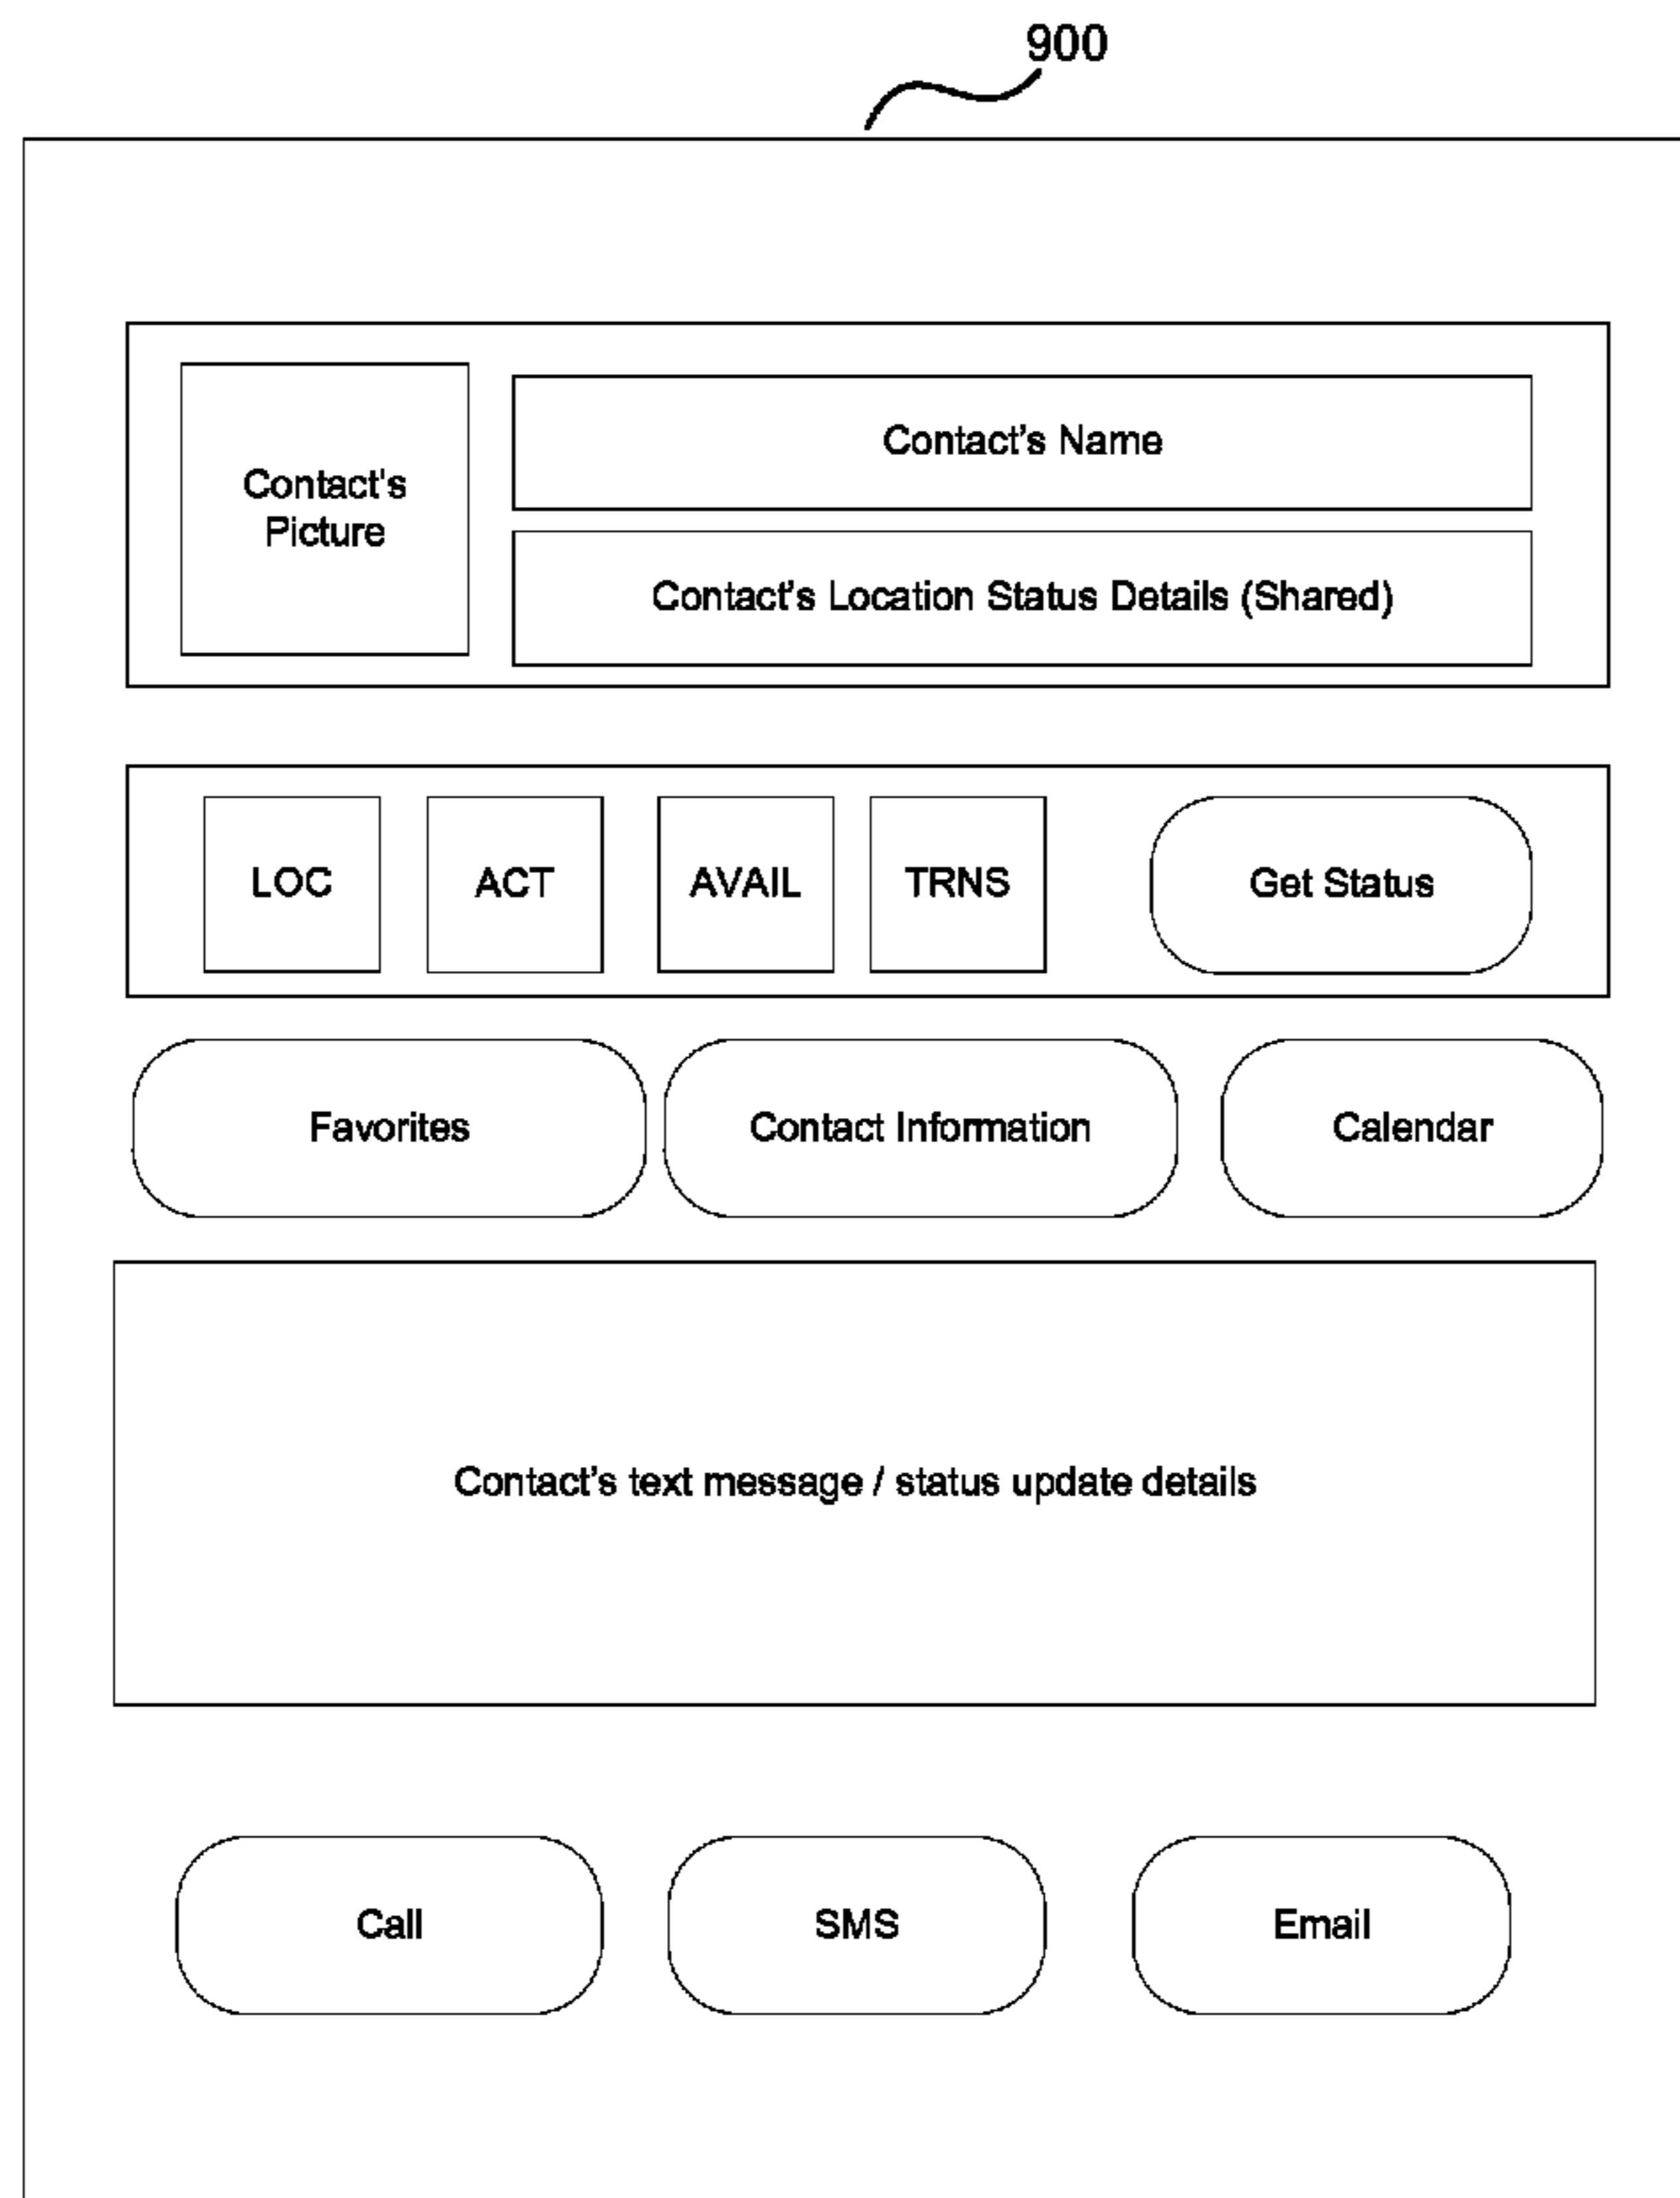 900
Contact's
Picture
Contact's Name
Contact's Location Status Details (Shared)
LOC
ACT
AVAIL
TRNS
Get Status
Favorites
Contact Information
Calendar
Contact's text message / status update details
Call
SMS
Email